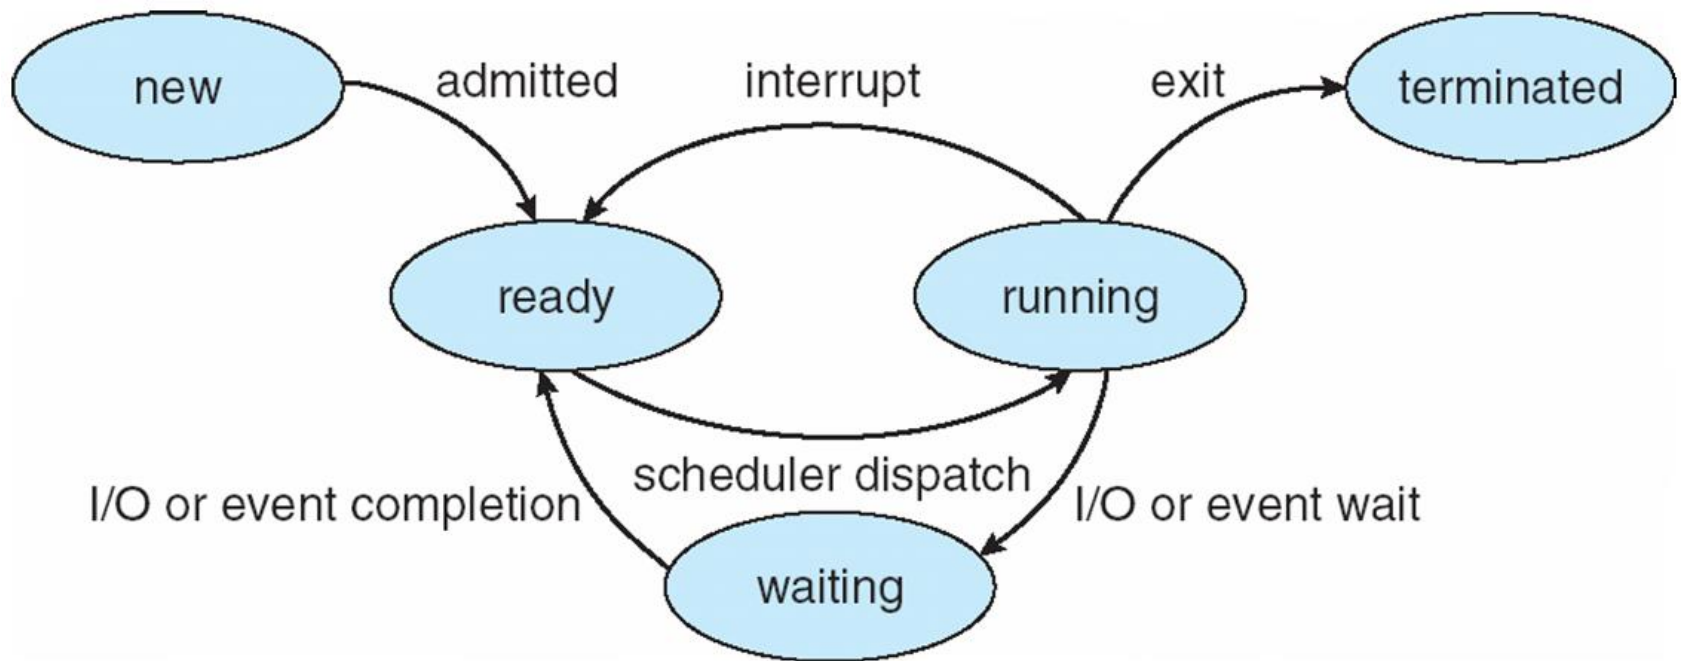 new
admitted
interrupt
exit
terminated
ready
running
scheduler dispatch
I/O or event completion
I/O or event wait
waiting